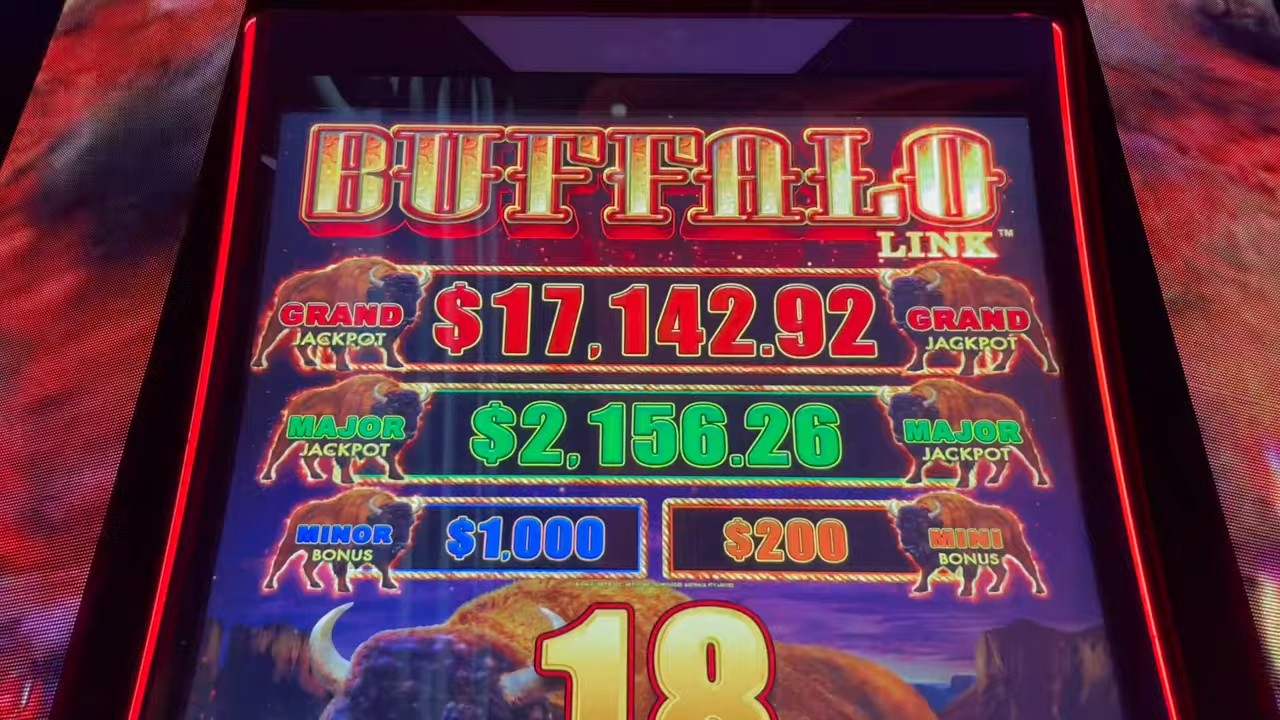 BUFFALO
LINK™
GRAND JACKPOT $17,142.92 GRAND JACKPOT
MAJOR JACKPOT $2,156.26 MAJOR JACKPOT
MINOR BONUS $1,000 $200 MINI BONUS
18